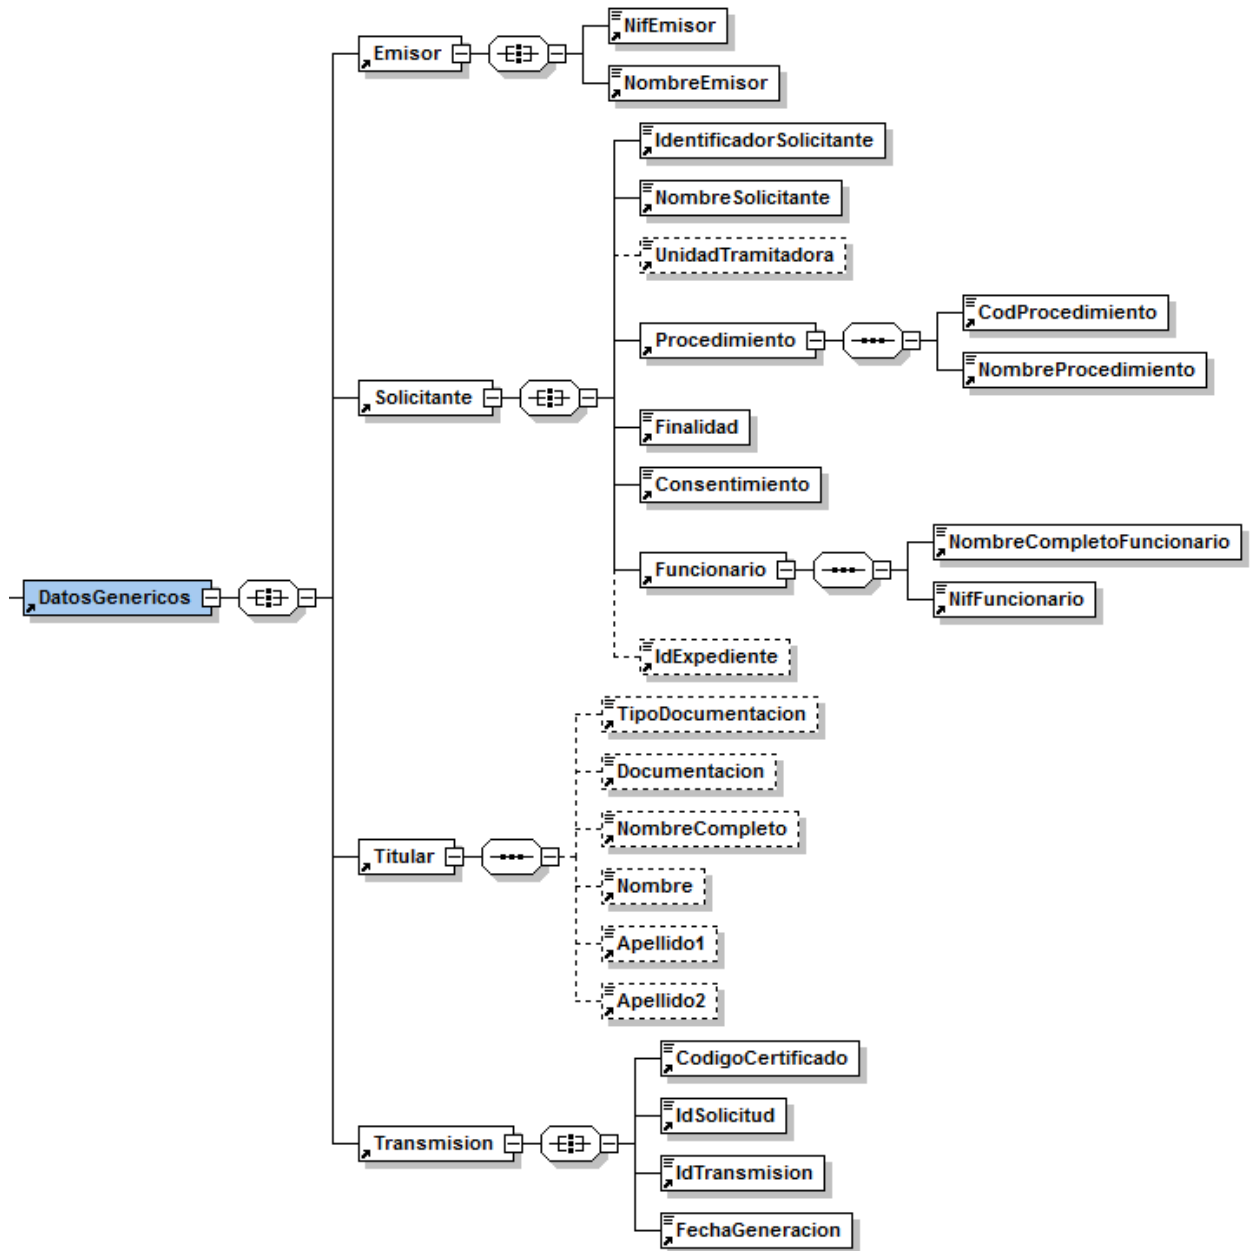 NifEmisor
Emisor
NombreEmisor
IdentificadorSolicitante
NombreSolicitante
UnidadTramitadora
CodProcedimiento
Procedimiento
NombreProcedimiento
Solicitante
Finalidad
Consentimiento
NombreCompletoFuncionario
Funcionario
NifFuncionario
DatosGenericos
IdExpediente
TipoDocumentacion
Documentacion
NombreCompleto
Titular
Nombre
Apellido1
Apellido2
CodigoCertificado
IdSolicitud
Transmision
IdTransmision
FechaGeneracion